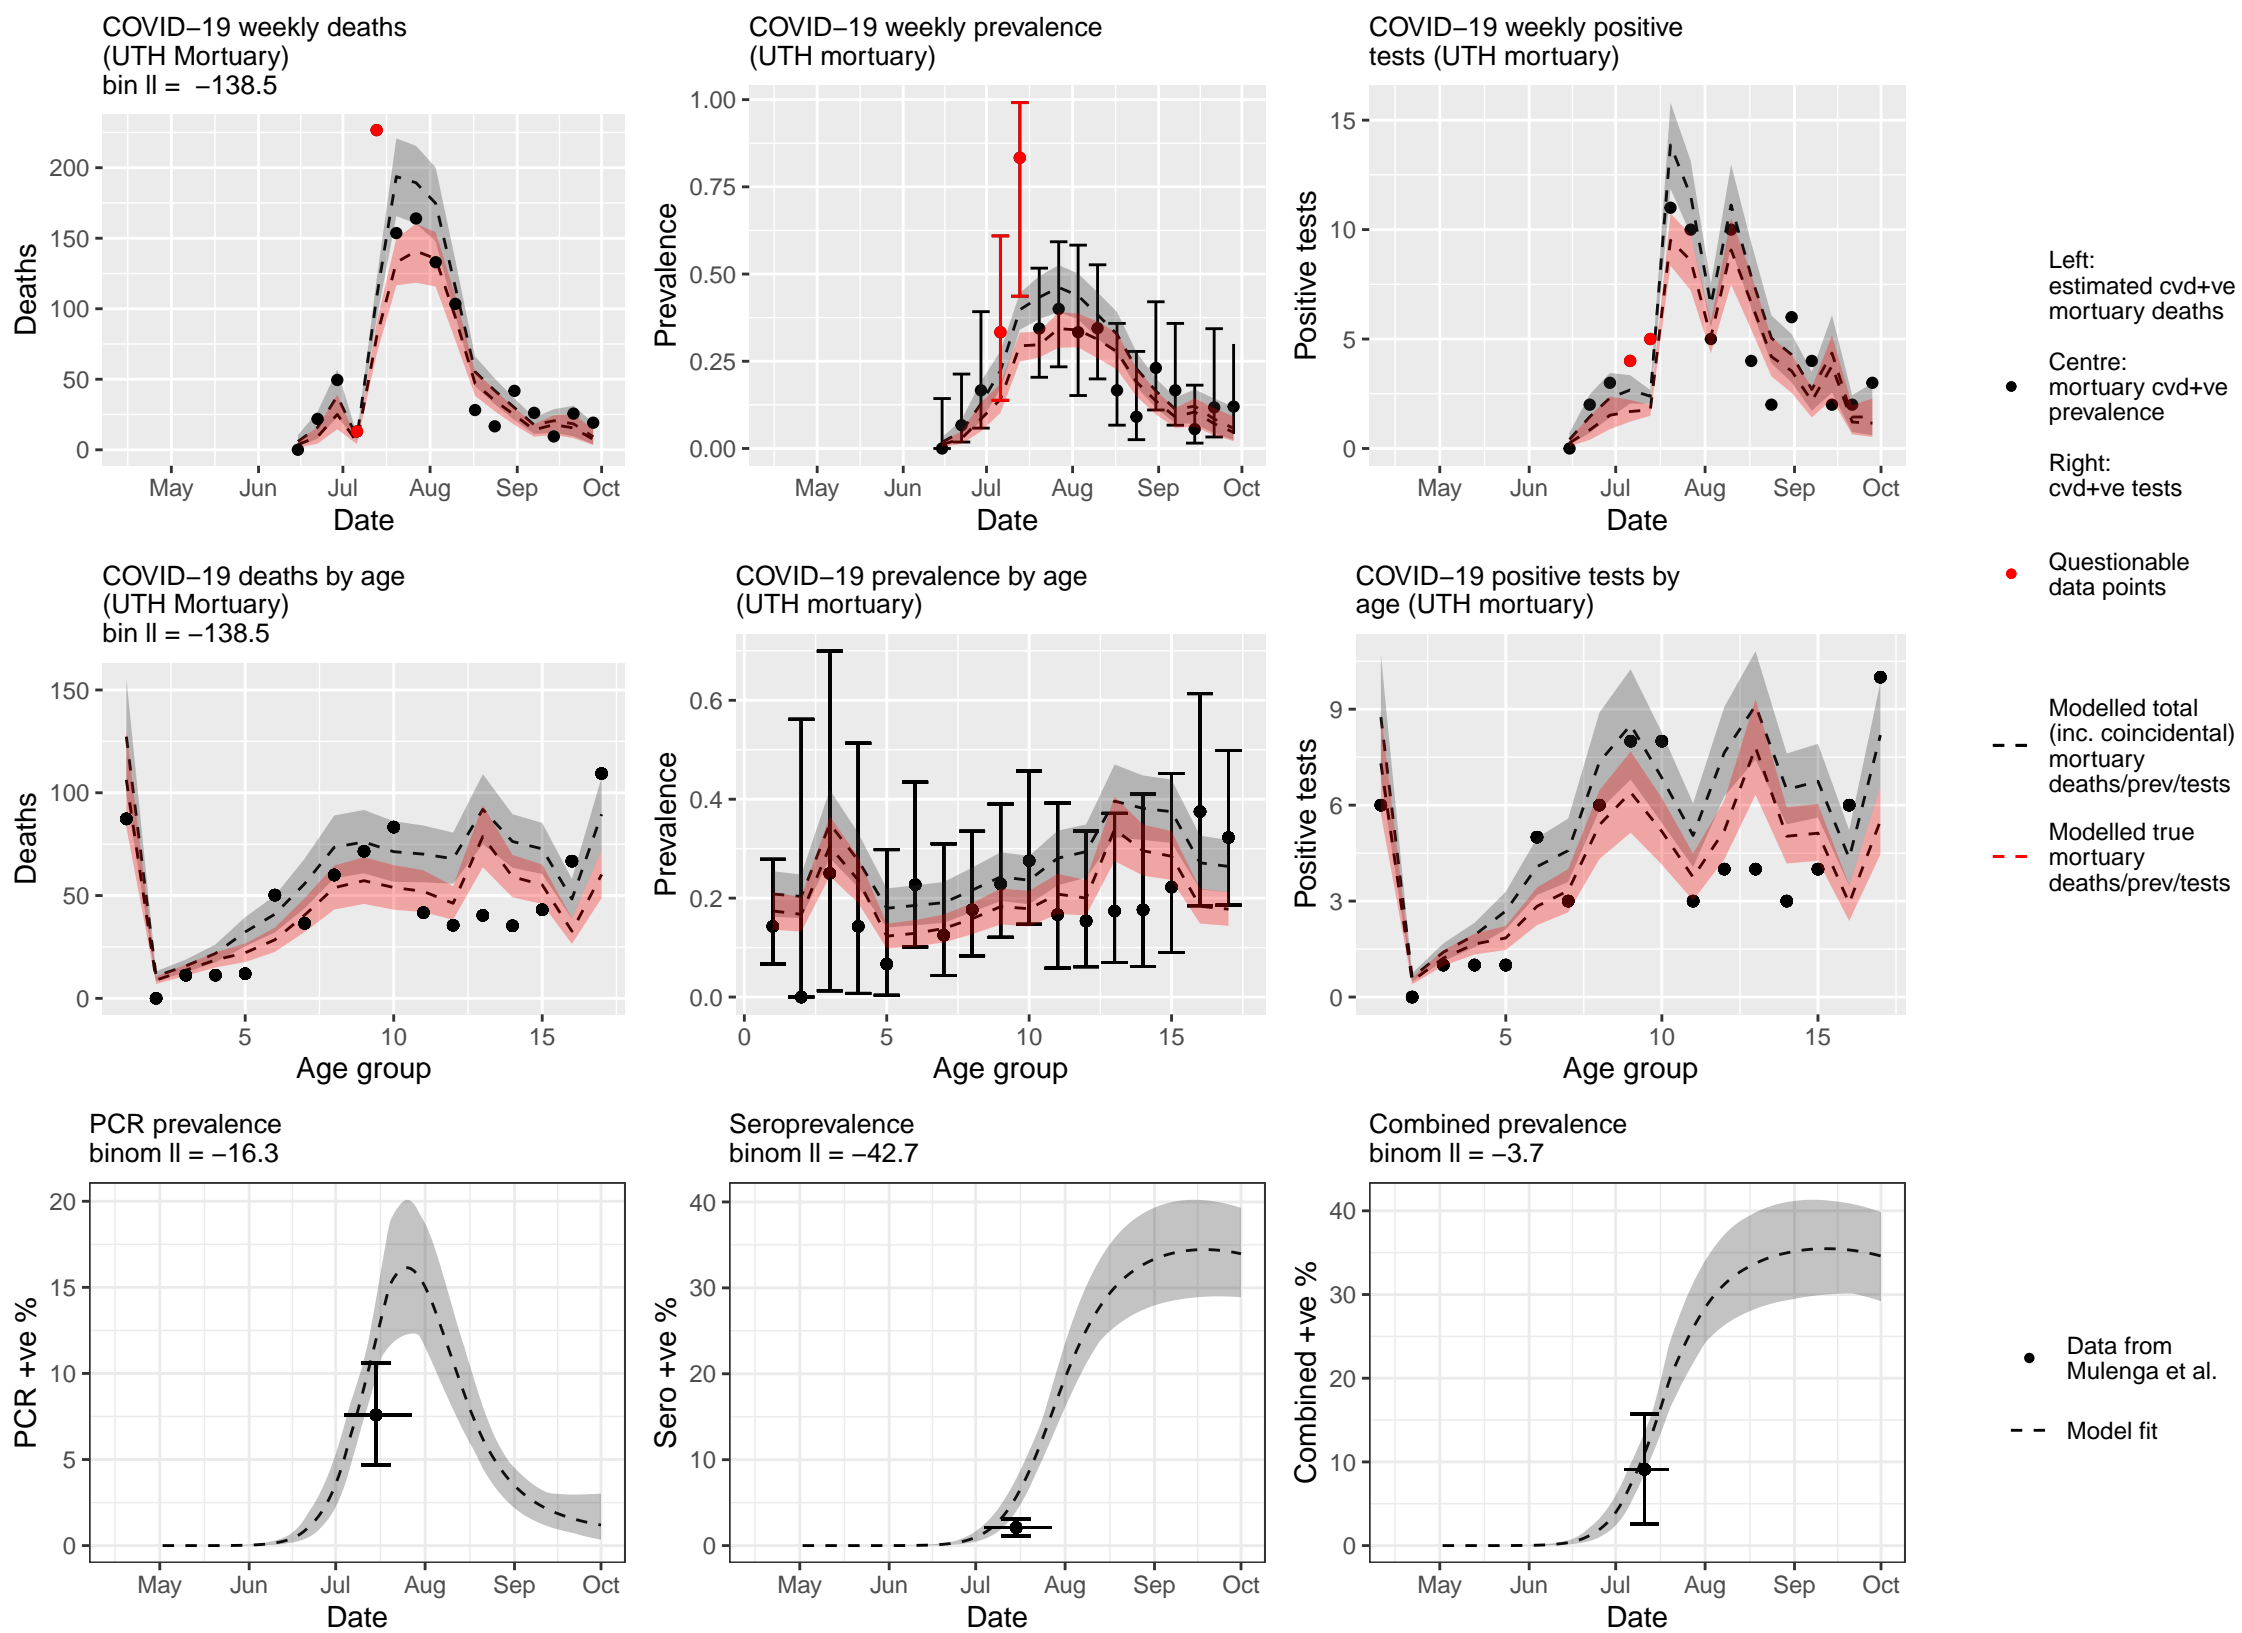 COVID−19 weekly deaths
(UTH Mortuary)
bin ll =  −138.5
200
150
100
50
0
Deaths
May
Jun
Jul
Aug
Sep
Oct
Date
COVID−19 weekly prevalence
(UTH mortuary)
1.00
0.75
0.50
0.25
0.00
Prevalence
May
Jun
Jul
Aug
Sep
Oct
Date
COVID−19 weekly positive
tests (UTH mortuary)
15
10
5
0
Positive tests
May
Jun
Jul
Aug
Sep
Oct
Date
Left:
estimated cvd+ve
mortuary deaths
Centre:
mortuary cvd+ve
prevalence
Right:
cvd+ve tests
Questionable
data points
Modelled total
(inc. coincidental)
mortuary
deaths/prev/tests
Modelled true
mortuary
deaths/prev/tests
COVID−19 deaths by age
(UTH Mortuary)
bin ll = −138.5
150
100
50
0
Deaths
5
10
15
Age group
COVID−19 prevalence by age
(UTH mortuary)
0.6
0.4
0.2
0.0
Prevalence
0
5
10
15
Age group
COVID−19 positive tests by
age (UTH mortuary)
9
6
3
0
Positive tests
5
10
15
Age group
PCR prevalence
binom ll = −16.3
20
15
10
5
0
PCR +ve %
May
Jun
Jul
Aug
Sep
Oct
Date
Seroprevalence
binom ll = −42.7
40
30
20
10
0
Sero +ve %
May
Jun
Jul
Aug
Sep
Oct
Date
Combined prevalence
binom ll = −3.7
40
30
20
10
0
Combined +ve %
May
Jun
Jul
Aug
Sep
Oct
Date
Data from
Mulenga et al.
Model fit